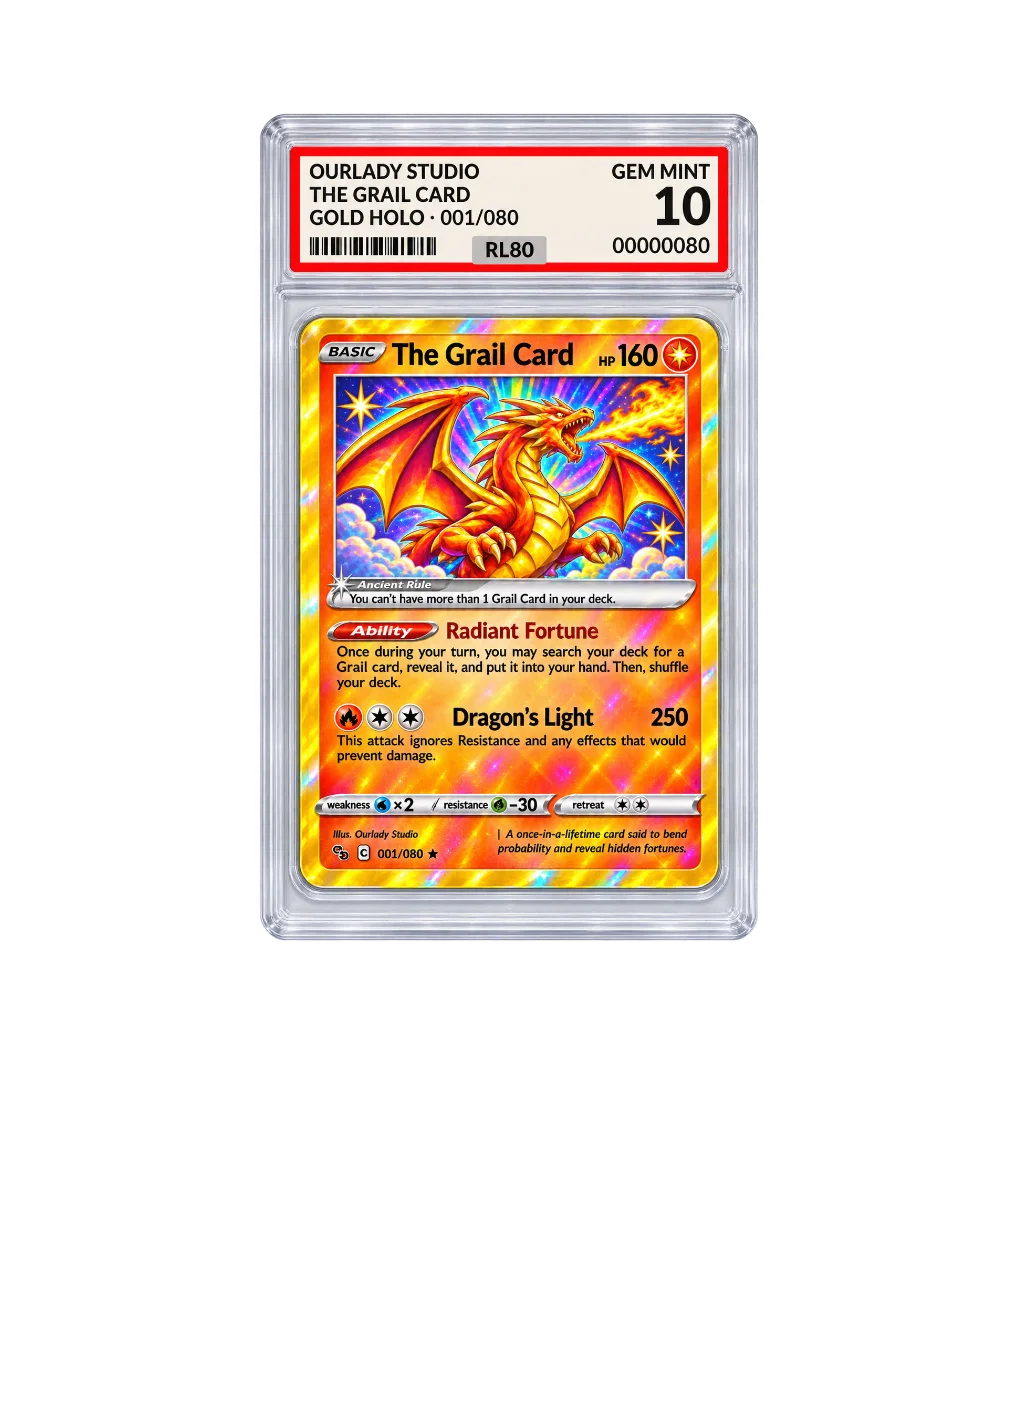 OURLADY STUDIO
THE GRAIL CARD
GOLD HOLO · 001/080
GEM MINT
10
00000080
RL80
BASIC
The Grail Card
HP 160
Ancient Rule
You can't have more than 1 Grail Card in your deck.
Ability Radiant Fortune
Once during your turn, you may search your deck for a
Grail card, reveal it, and put it into your hand. Then, shuffle
your deck.
Dragon's Light 250
This attack ignores Resistance and any effects that would
prevent damage.
weakness ×2 / resistance –30 retreat
Illus. Ourlady Studio
C 001/080 ★
| A once-in-a-lifetime card said to bend
probability and reveal hidden fortunes.